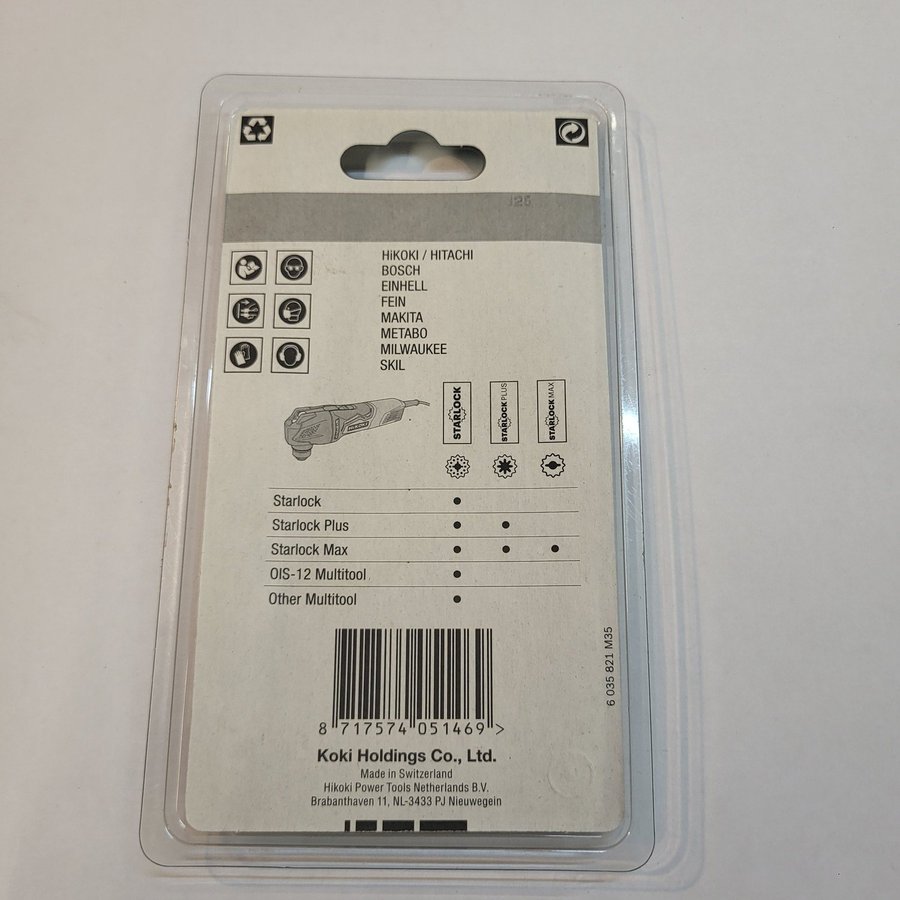 J25
HiKOKI / HITACHI
BOSCH
EINHELL
FEIN
MAKITA
METABO
MILWAUKEE
SKIL
STARLOCK
STARLOCK PLUS
STARLOCK MAX
HiKOKI
Starlock
Starlock Plus
Starlock Max
OIS-12 Multitool
Other Multitool
6 035 821 M35
8 717574 051469 >
Koki Holdings Co., Ltd.
Made in Switzerland
Hikoki Power Tools Netherlands B.V.
Brabanthaven 11, NL-3433 PJ Nieuwegein